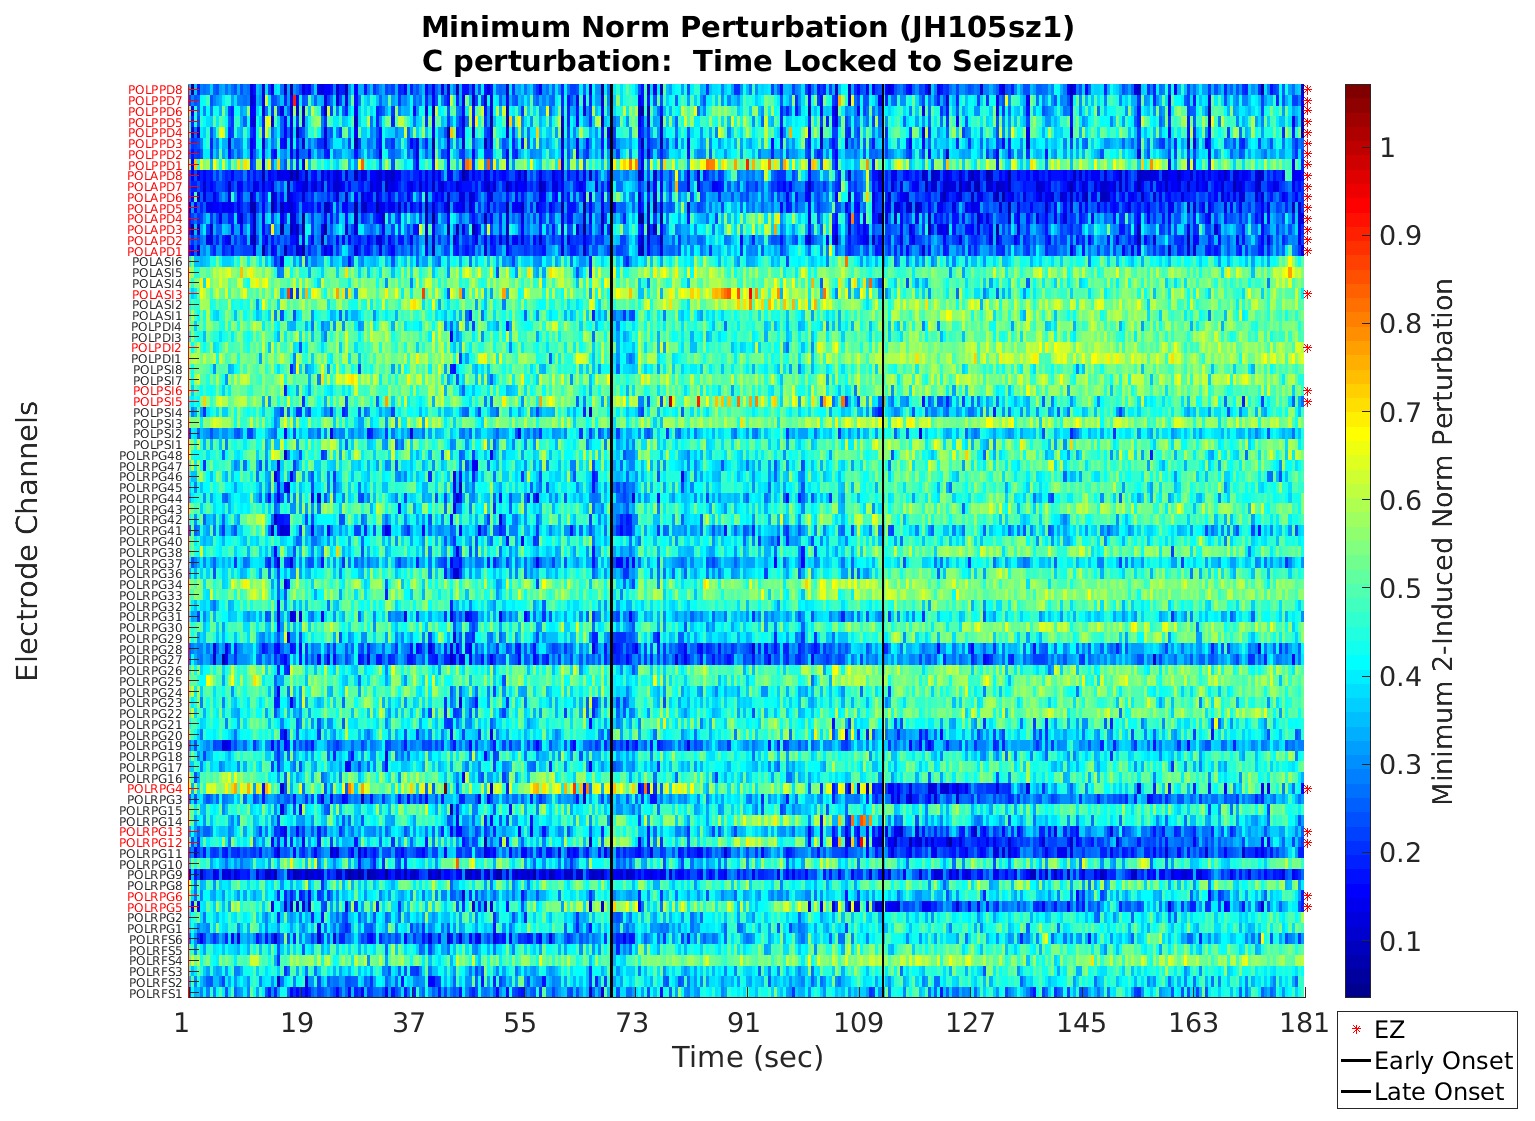 Minimum Norm Perturbation (JH105sz1)
C perturbation:  Time Locked to Seizure
Electrode Channels
POLPPD8
POLPPD7
POLPPD6
POLPPD5
POLPPD4
POLPPD3
POLPPD2
POLPPD1
POLAPD8
POLAPD7
POLAPD6
POLAPD5
POLAPD4
POLAPD3
POLAPD2
POLAPD1
POLASI6
POLASI5
POLASI4
POLASI3
POLASI2
POLASI1
POLPDI4
POLPDI3
POLPDI2
POLPDI1
POLPSI8
POLPSI7
POLPSI6
POLPSI5
POLPSI4
POLPSI3
POLPSI2
POLPSI1
POLRPG48
POLRPG47
POLRPG46
POLRPG45
POLRPG44
POLRPG43
POLRPG42
POLRPG41
POLRPG40
POLRPG38
POLRPG37
POLRPG36
POLRPG34
POLRPG33
POLRPG32
POLRPG31
POLRPG30
POLRPG29
POLRPG28
POLRPG27
POLRPG26
POLRPG25
POLRPG24
POLRPG23
POLRPG22
POLRPG21
POLRPG20
POLRPG19
POLRPG18
POLRPG17
POLRPG16
POLRPG4
POLRPG3
POLRPG15
POLRPG14
POLRPG13
POLRPG12
POLRPG11
POLRPG10
POLRPG9
POLRPG8
POLRPG6
POLRPG5
POLRPG2
POLRPG1
POLRFS6
POLRFS5
POLRFS4
POLRFS3
POLRFS2
POLRFS1
1 19 37 55 73 91 109 127 145 163 181
Time (sec)
1
0.9
0.8
0.7
0.6
0.5
0.4
0.3
0.2
0.1
Minimum 2-Induced Norm Perturbation
EZ
Early Onset
Late Onset